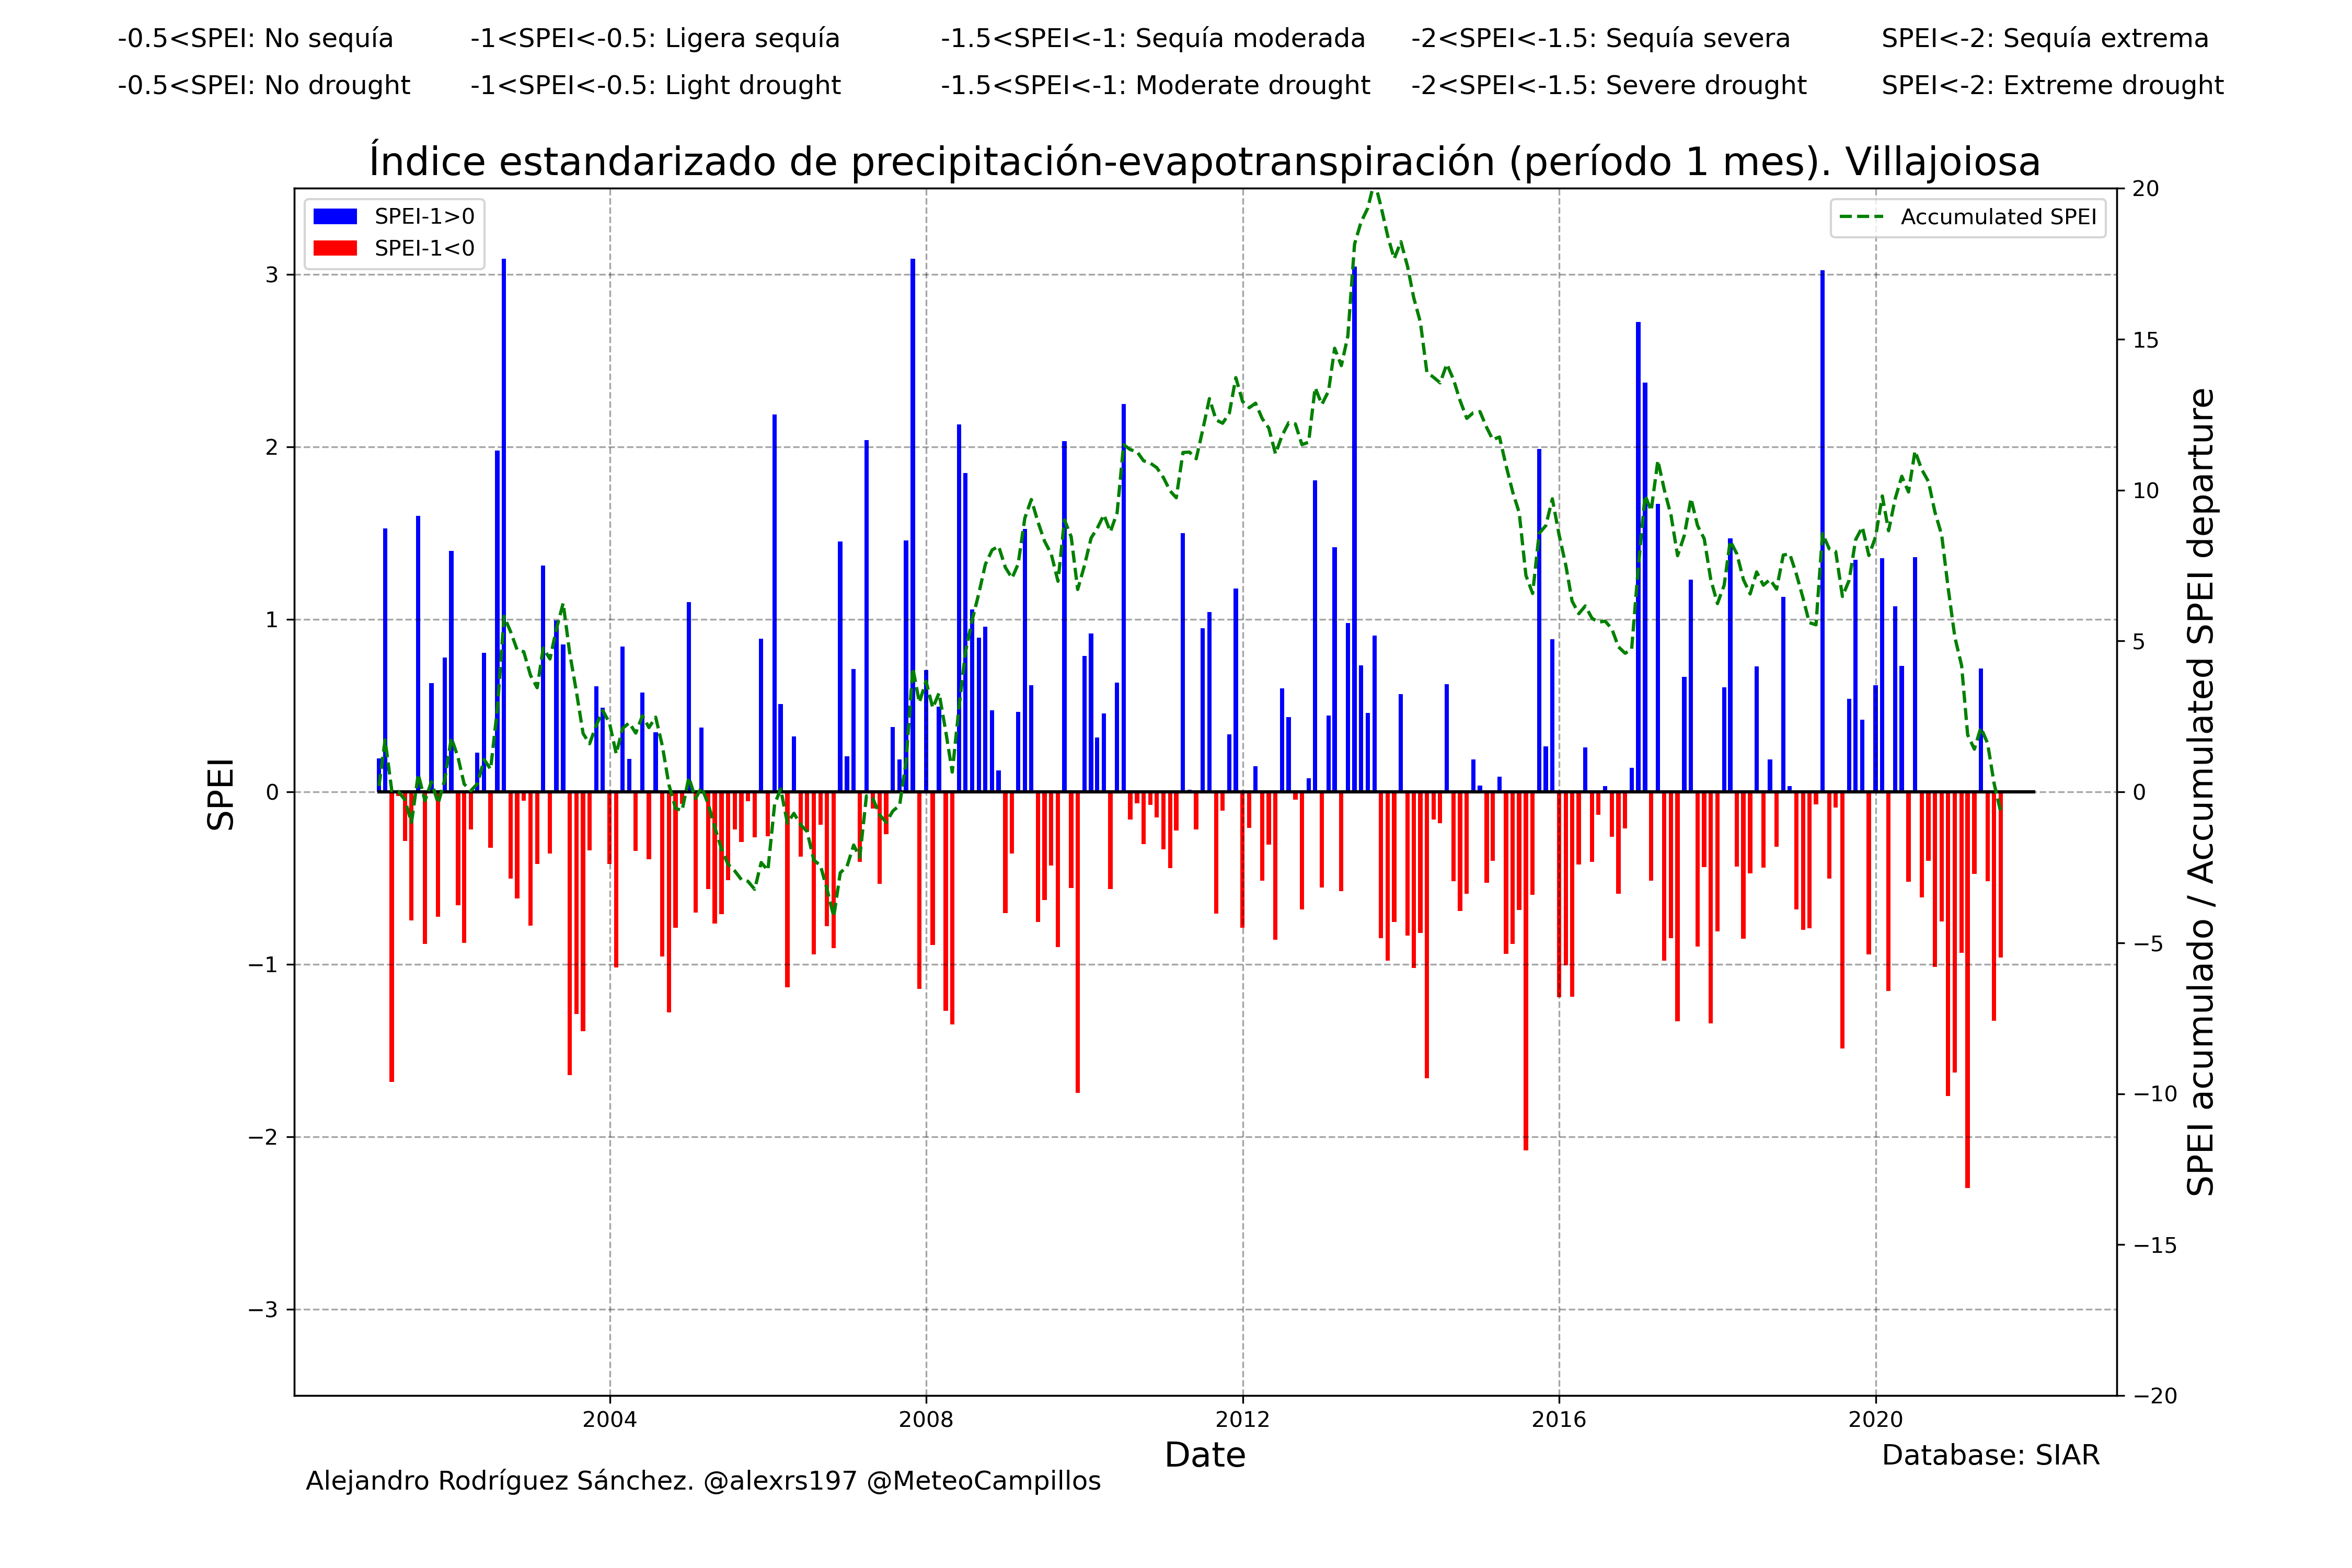 -0.5<SPEI: No sequía
-1<SPEI<-0.5: Ligera sequía
-1.5<SPEI<-1: Sequía moderada
-2<SPEI<-1.5: Sequía severa
SPEI<-2: Sequía extrema
-0.5<SPEI: No drought
-1<SPEI<-0.5: Light drought
-1.5<SPEI<-1: Moderate drought
-2<SPEI<-1.5: Severe drought
SPEI<-2: Extreme drought
Índice estandarizado de precipitación-evapotranspiración (período 1 mes). Villajoiosa
SPEI-1>0
SPEI-1<0
Accumulated SPEI
SPEI
3
2
1
0
−1
−2
−3
20
15
10
5
0
−5
−10
−15
−20
SPEI acumulado / Accumulated SPEI departure
2004
2008
2012
2016
2020
Date
Database: SIAR
Alejandro Rodríguez Sánchez. @alexrs197 @MeteoCampillos